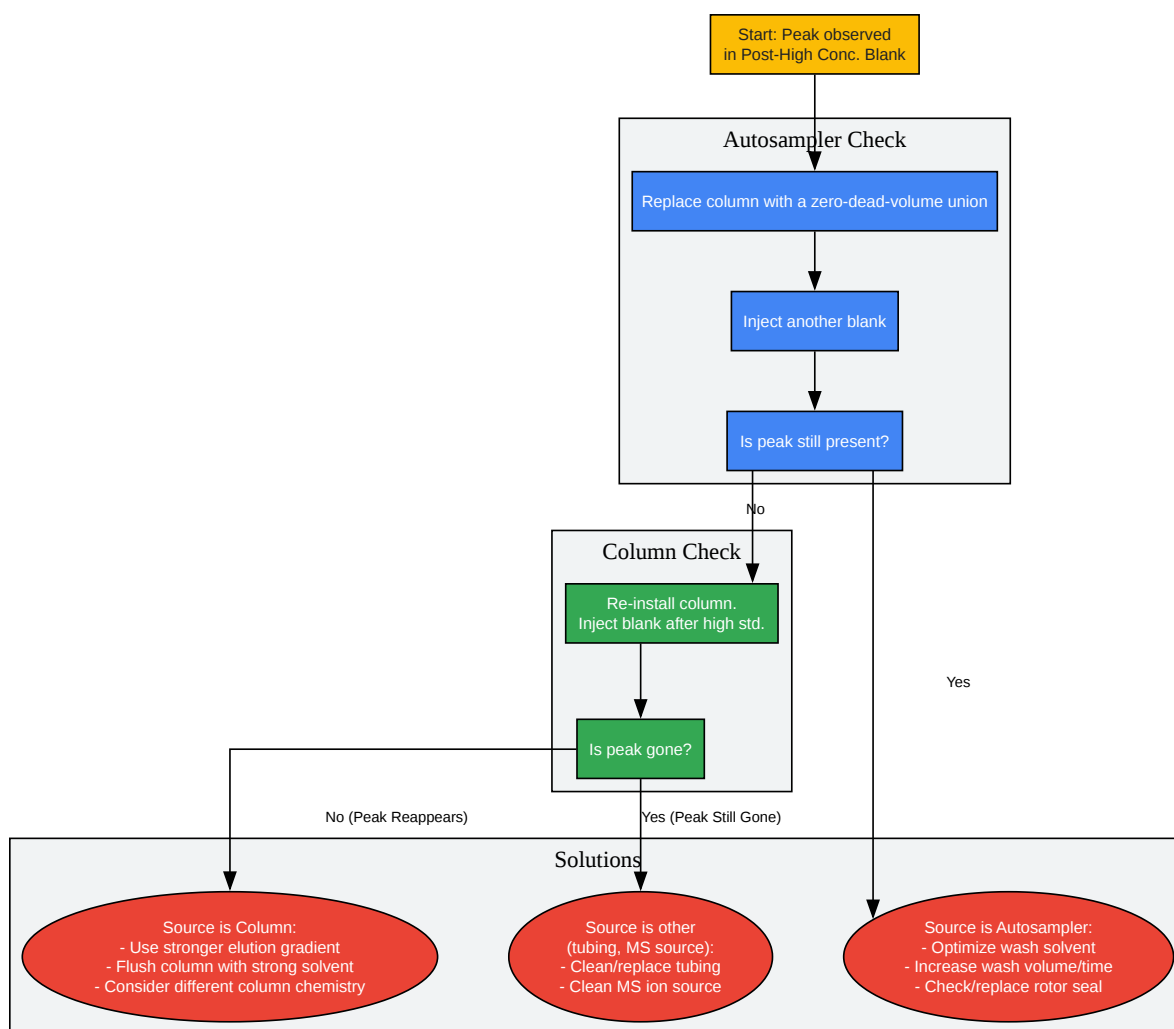 Start: Peak observed
in Post-High Conc. Blank
Autosampler Check
Replace column with a zero-dead-volume union
Inject another blank
Is peak still present?
No
Column Check
Re-install column.
Inject blank after high std.
Yes
Is peak gone?
No (Peak Reappears)
Yes (Peak Still Gone)
Solutions
Source is Column:
- Use stronger elution gradient
- Flush column with strong solvent
- Consider different column chemistry
Source is other
(tubing, MS source):
- Clean/replace tubing
- Clean MS ion source
Source is Autosampler:
- Optimize wash solvent
- Increase wash volume/time
- Check/replace rotor seal